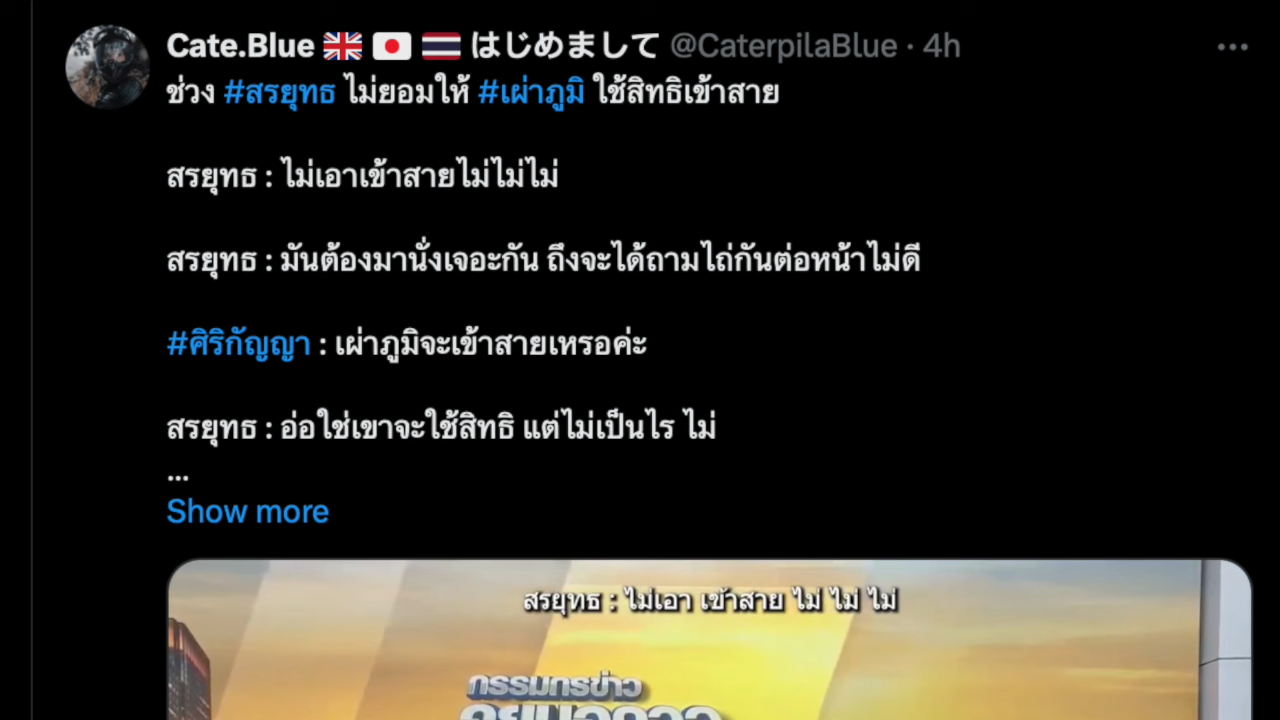 Cate.Blue 🇬🇧 🇯🇵 🇹🇭 はじめまして @CaterpilaBlue · 4h
ช่วง #สรยุทธ ไม่ยอมให้ #เผ่าภูมิ ใช้สิทธิเข้าสาย
สรยุทธ : ไม่เอาเข้าสายไม่ไม่ไม่
สรยุทธ : มันต้องมานั่งเจอะกัน ถึงจะได้ถามไถ่กันต่อหน้าไม่ดี
#ศิริกัญญา : เผ่าภูมิจะเข้าสายเหรอค่ะ
สรยุทธ : อ่อใช่เขาจะใช้สิทธิ แต่ไม่เป็นไร ไม่
...
Show more
สรยุทธ : ไม่เอา เข้าสาย ไม่ ไม่ ไม่
กรรมกรข่าว